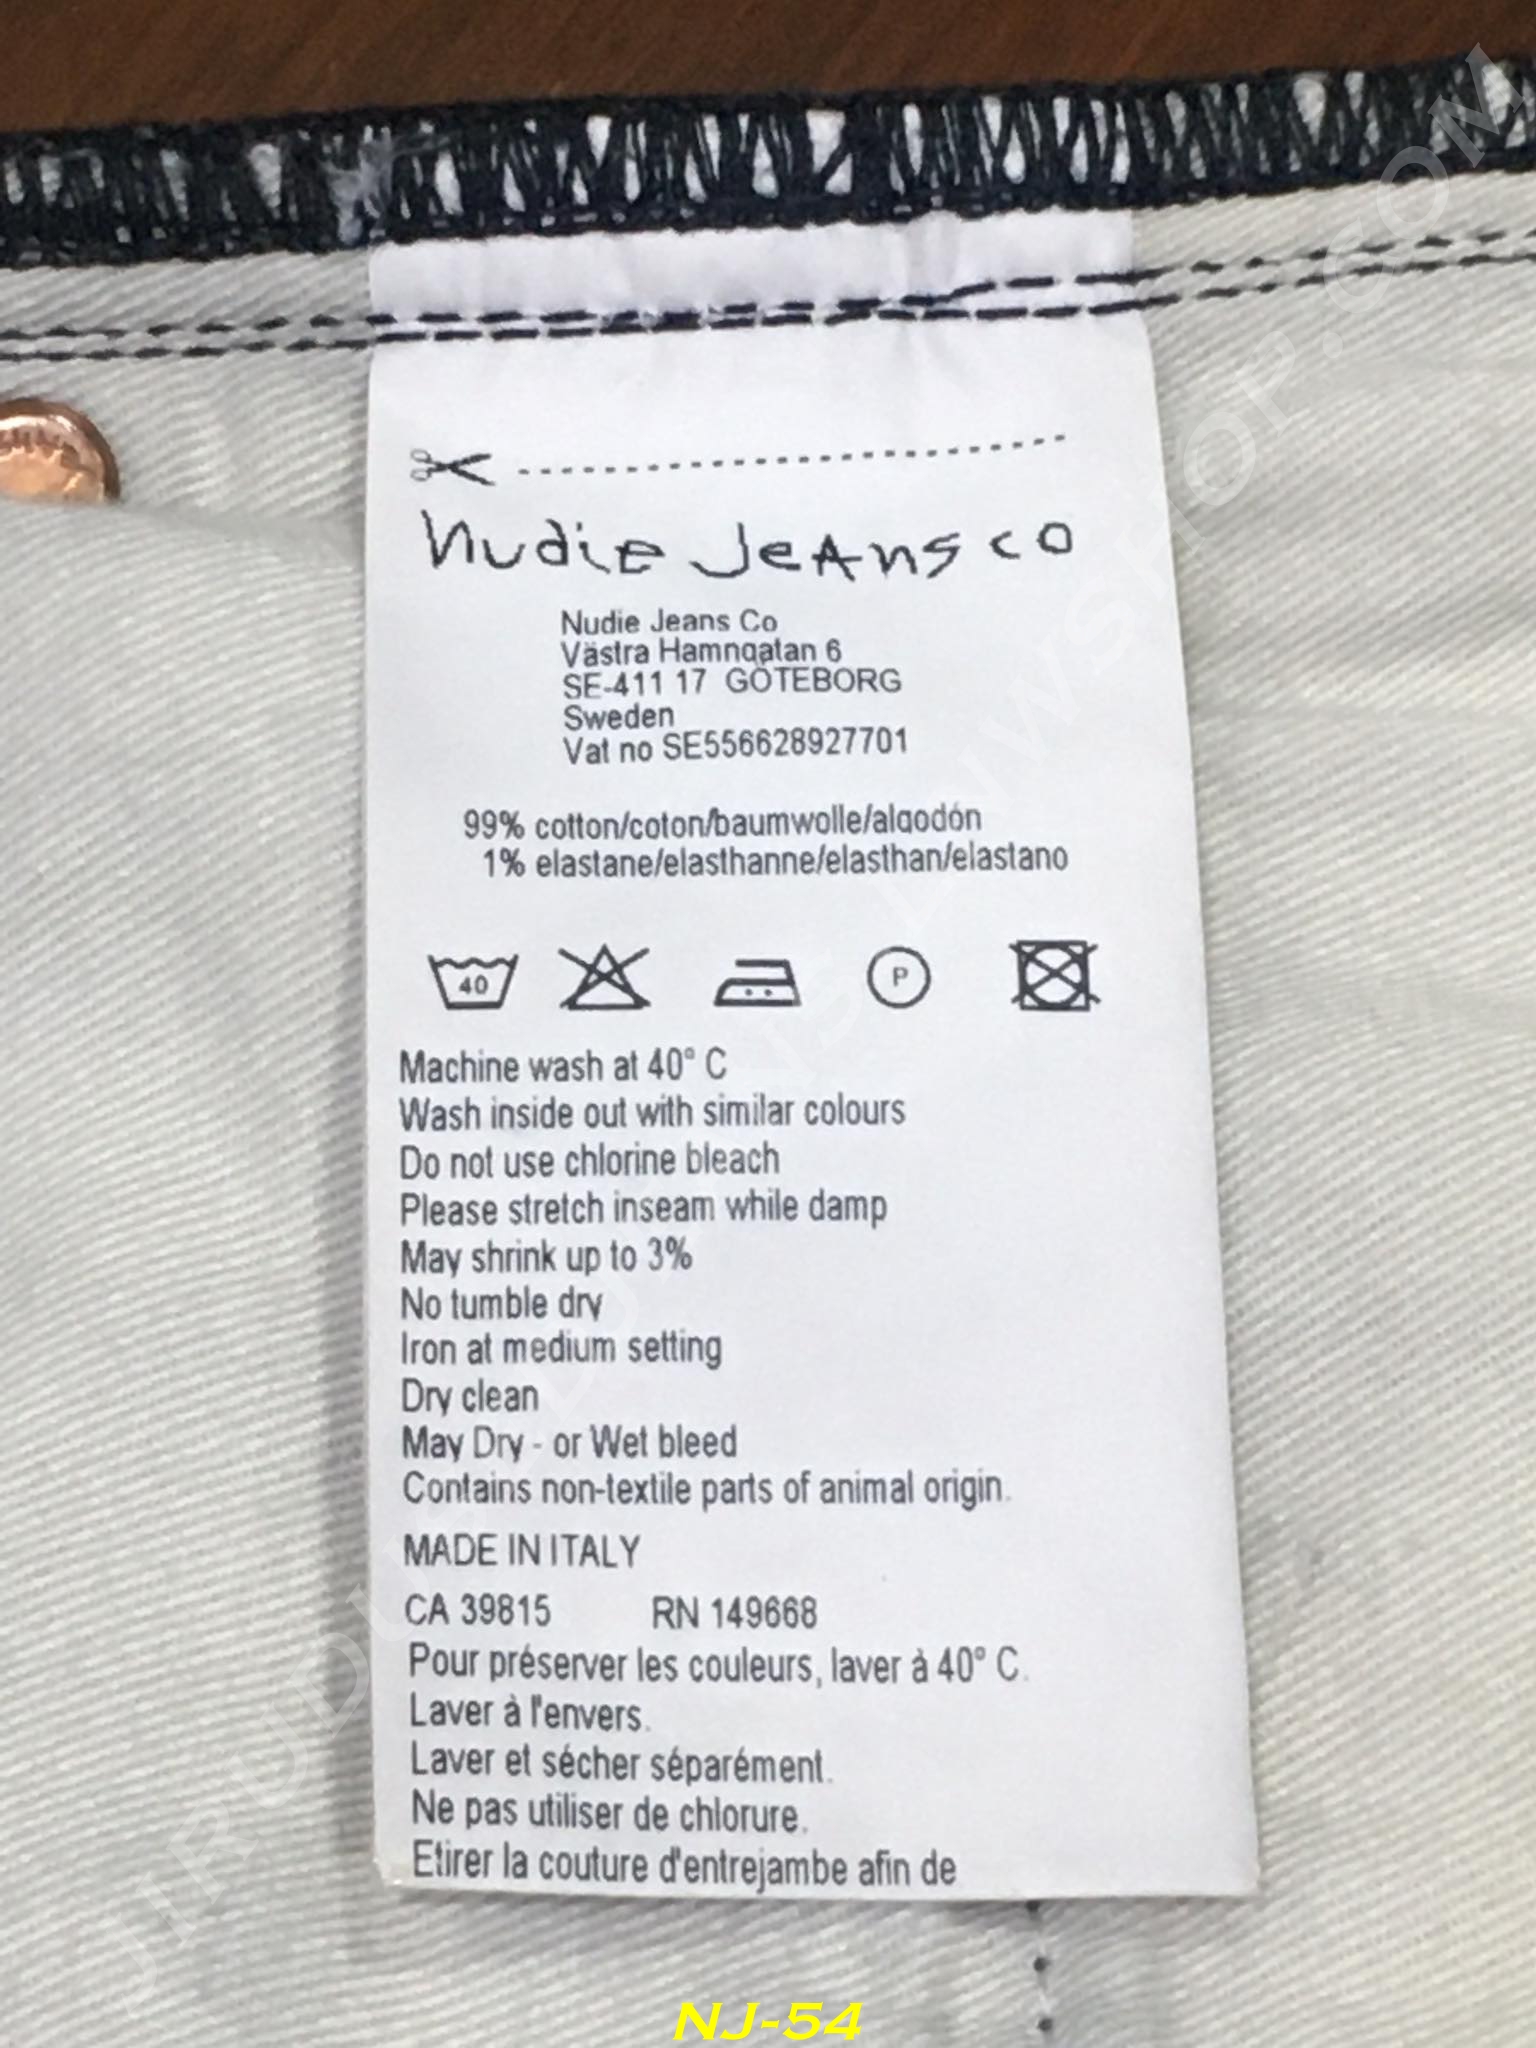 Nudie Jeans co
Nudie Jeans Co
Västra Hamngatan 6
SE-411 17 GÖTEBORG
Sweden
Vat no SE556628927701
99% cotton/coton/baumwolle/algodón
1% elastane/elasthanne/elasthan/elastano
40
P
Machine wash at 40° C
Wash inside out with similar colours
Do not use chlorine bleach
Please stretch inseam while damp
May shrink up to 3%
No tumble dry
Iron at medium setting
Dry clean
May Dry - or Wet bleed
Contains non-textile parts of animal origin.
MADE IN ITALY
CA 39815 RN 149668
Pour préserver les couleurs, laver à 40° C.
Laver à l'envers.
Laver et sécher séparément.
Ne pas utiliser de chlorure.
Etirer la couture d'entrejambe afin de
NJ-54